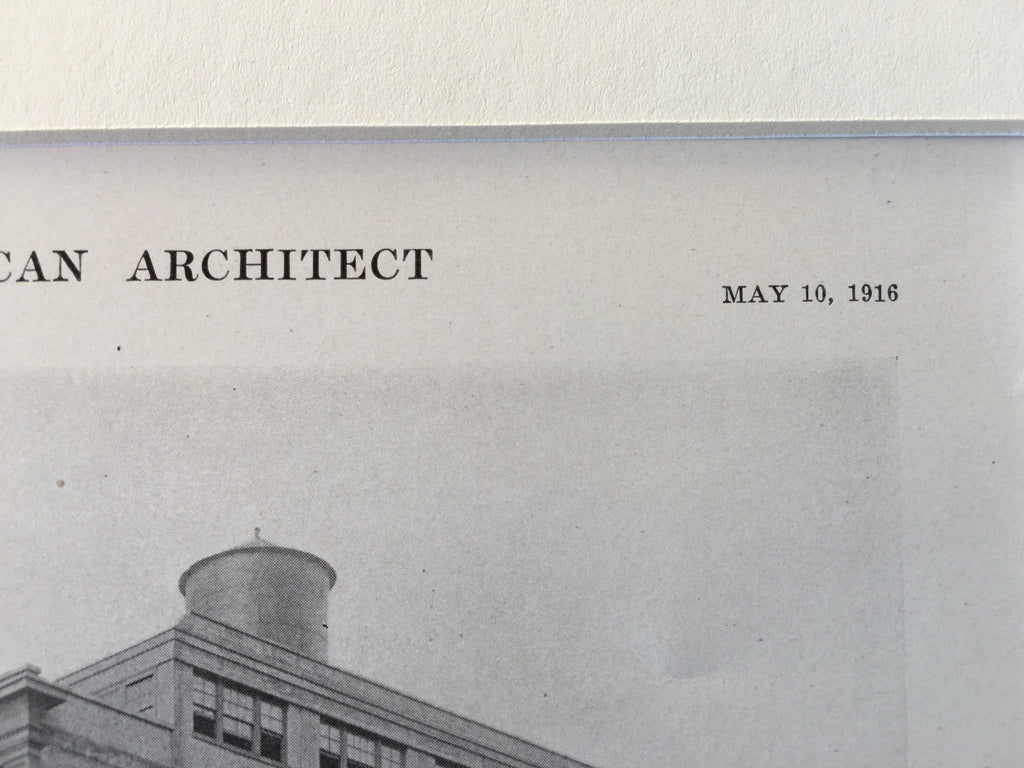 CAN ARCHITECT
MAY 10, 1916